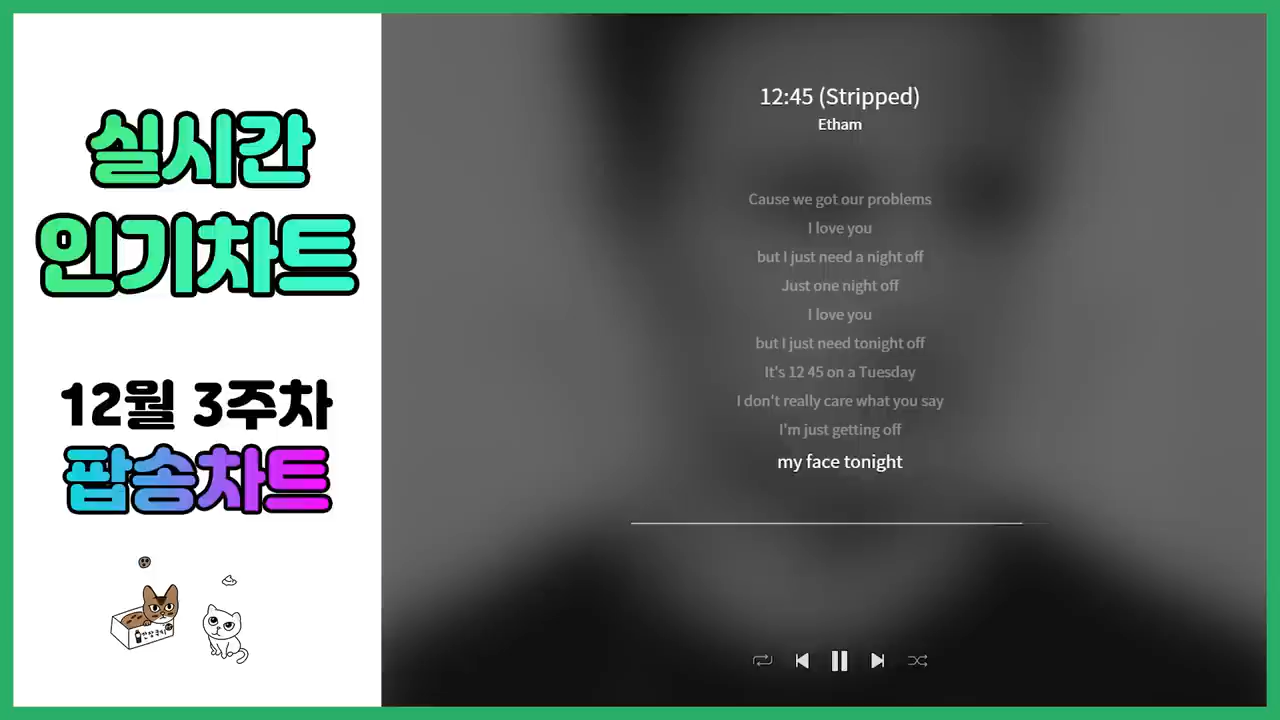 실시간
인기차트
12월 3주차
팝송차트
12:45 (Stripped)
Etham
Cause we got our problems
I love you
but I just need a night off
Just one night off
I love you
but I just need tonight off
It's 12 45 on a Tuesday
I don't really care what you say
I'm just getting off
my face tonight